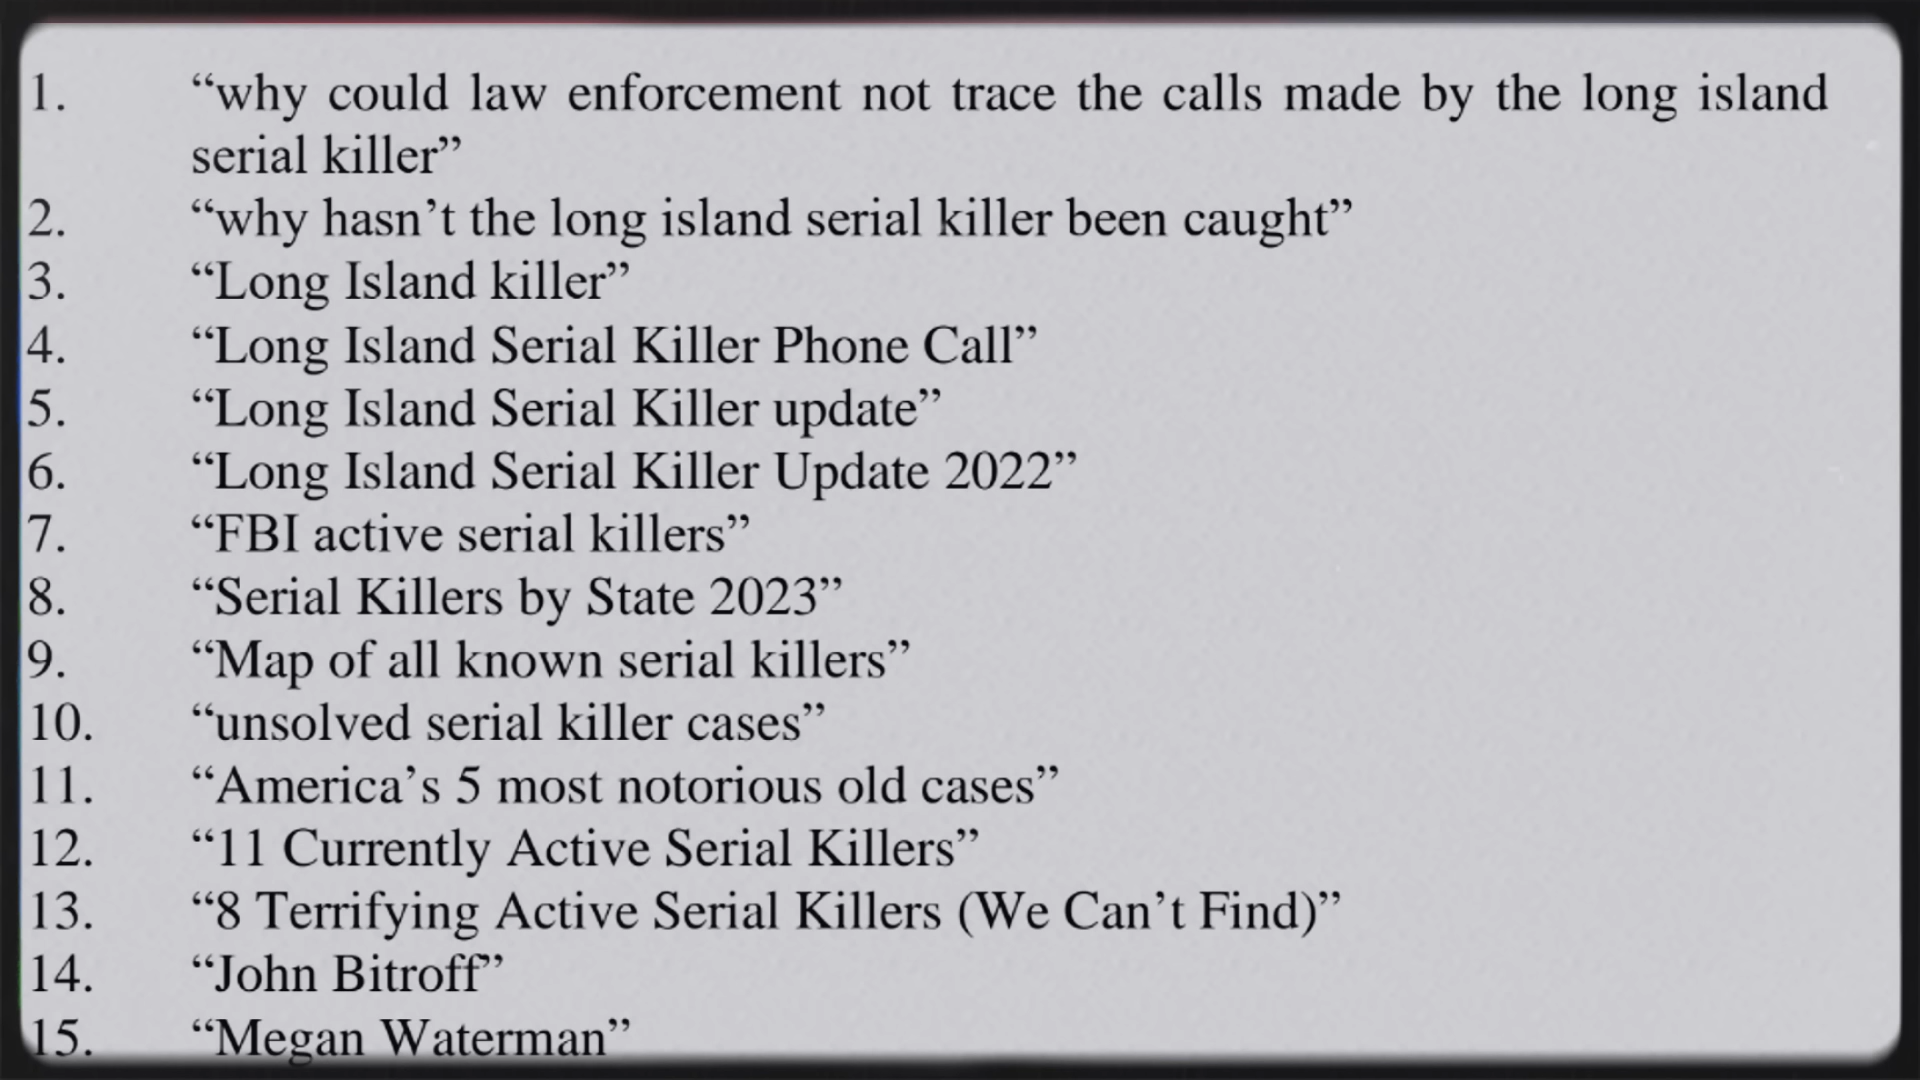 1. “why could law enforcement not trace the calls made by the long island
serial killer”
2. “why hasn’t the long island serial killer been caught”
3. “Long Island killer”
4. “Long Island Serial Killer Phone Call”
5. “Long Island Serial Killer update”
6. “Long Island Serial Killer Update 2022”
7. “FBI active serial killers”
8. “Serial Killers by State 2023”
9. “Map of all known serial killers”
10. “unsolved serial killer cases”
11. “America’s 5 most notorious old cases”
12. “11 Currently Active Serial Killers”
13. “8 Terrifying Active Serial Killers (We Can’t Find)”
14. “John Bitroff”
15. “Megan Waterman”